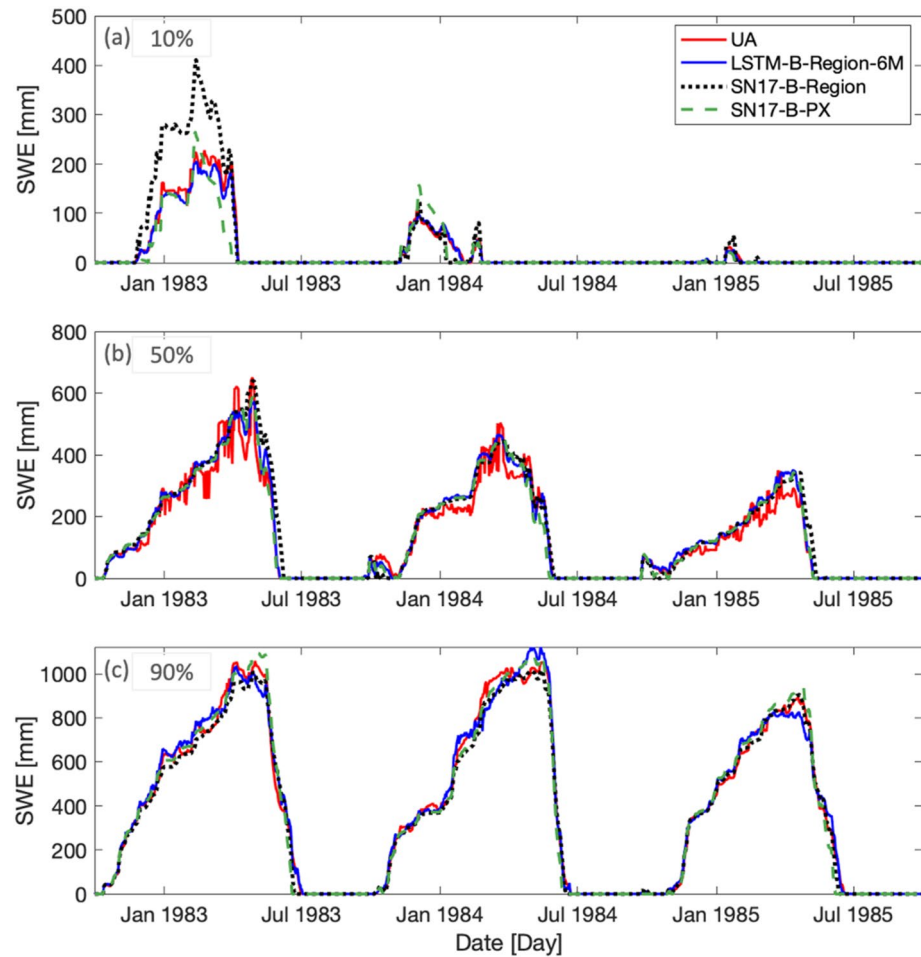 (a) 10%
UA
LSTM-B-Region-6M
SN17-B-Region
SN17-B-PX
SWE [mm]
500
400
300
200
100
0
Jan 1983 Jul 1983 Jan 1984 Jul 1984 Jan 1985 Jul 1985
(b) 50%
SWE [mm]
800
600
400
200
0
Jan 1983 Jul 1983 Jan 1984 Jul 1984 Jan 1985 Jul 1985
(c) 90%
SWE [mm]
1000
800
600
400
200
0
Jan 1983 Jul 1983 Jan 1984 Jul 1984 Jan 1985 Jul 1985
Date [Day]